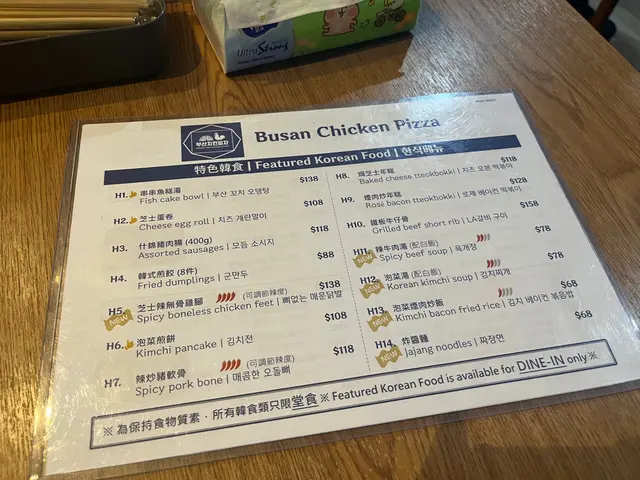 Ultra Strong
Busan Chicken Pizza
부산치킨피자
特色韓食 | Featured Korean Food | 한식메뉴
H1. 串串魚糕湯 $138
Fish cake bowl | 부산 꼬치 오뎅탕
H2. 芝士蛋卷 $108
Cheese egg roll | 치즈 계란말이
H3. 什錦豬肉腸 (400g) $118
Assorted sausages | 모듬 소시지
H4. 韓式煎餃 (8件) $88
Fried dumplings | 군만두
H5. 芝士辣無骨雞腳 (可調節辣度) $138
NEW Spicy boneless chicken feet | 뼈없는 매운닭발
H6. 泡菜煎餅 $108
Kimchi pancake | 김치전
H7. 辣炒豬軟骨 (可調節辣度) $118
Spicy pork bone | 매콤한 오돌뼈
H8. 焗芝士年糕 $118
Baked cheese tteokbokki | 치즈 오븐 떡볶이
H9. 煙肉炒年糕 $128
Rosé bacon tteokbokki | 로제 베이컨 떡볶이
H10. 鐵板牛仔骨 $158
Grilled beef short rib | LA갈비 구이
H11. 辣牛肉湯 (配白飯) $78
NEW Spicy beef soup | 육개장
H12. 泡菜湯 (配白飯) $78
NEW Korean kimchi soup | 김치찌개
H13. 泡菜煙肉炒飯 $68
NEW Kimchi bacon fried rice | 김치 베이컨 볶음밥
H14. 炸醬麵 $68
NEW Jajang noodles | 짜장면
※ 為保持食物質素，所有韓食類只限堂食 ※ Featured Korean Food is available for DINE-IN only ※